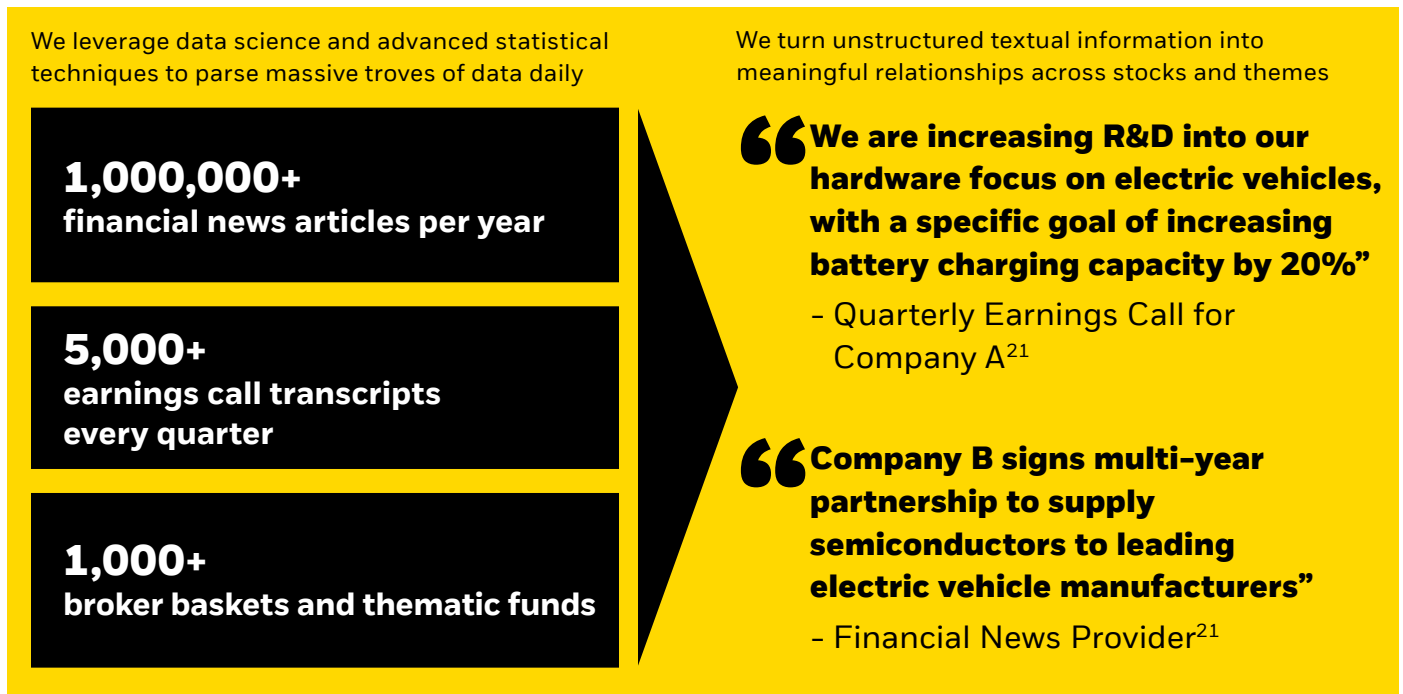 We leverage data science and advanced statistical
techniques to parse massive troves of data daily
1,000,000+
financial news articles per year
5,000+
earnings call transcripts
every quarter
1,000+
broker baskets and thematic funds
We turn unstructured textual information into
meaningful relationships across stocks and themes
“We are increasing R&D into our
hardware focus on electric vehicles,
with a specific goal of increasing
battery charging capacity by 20%”
– Quarterly Earnings Call for
Company A²¹
“Company B signs multi-year
partnership to supply
semiconductors to leading
electric vehicle manufacturers”
– Financial News Provider²¹